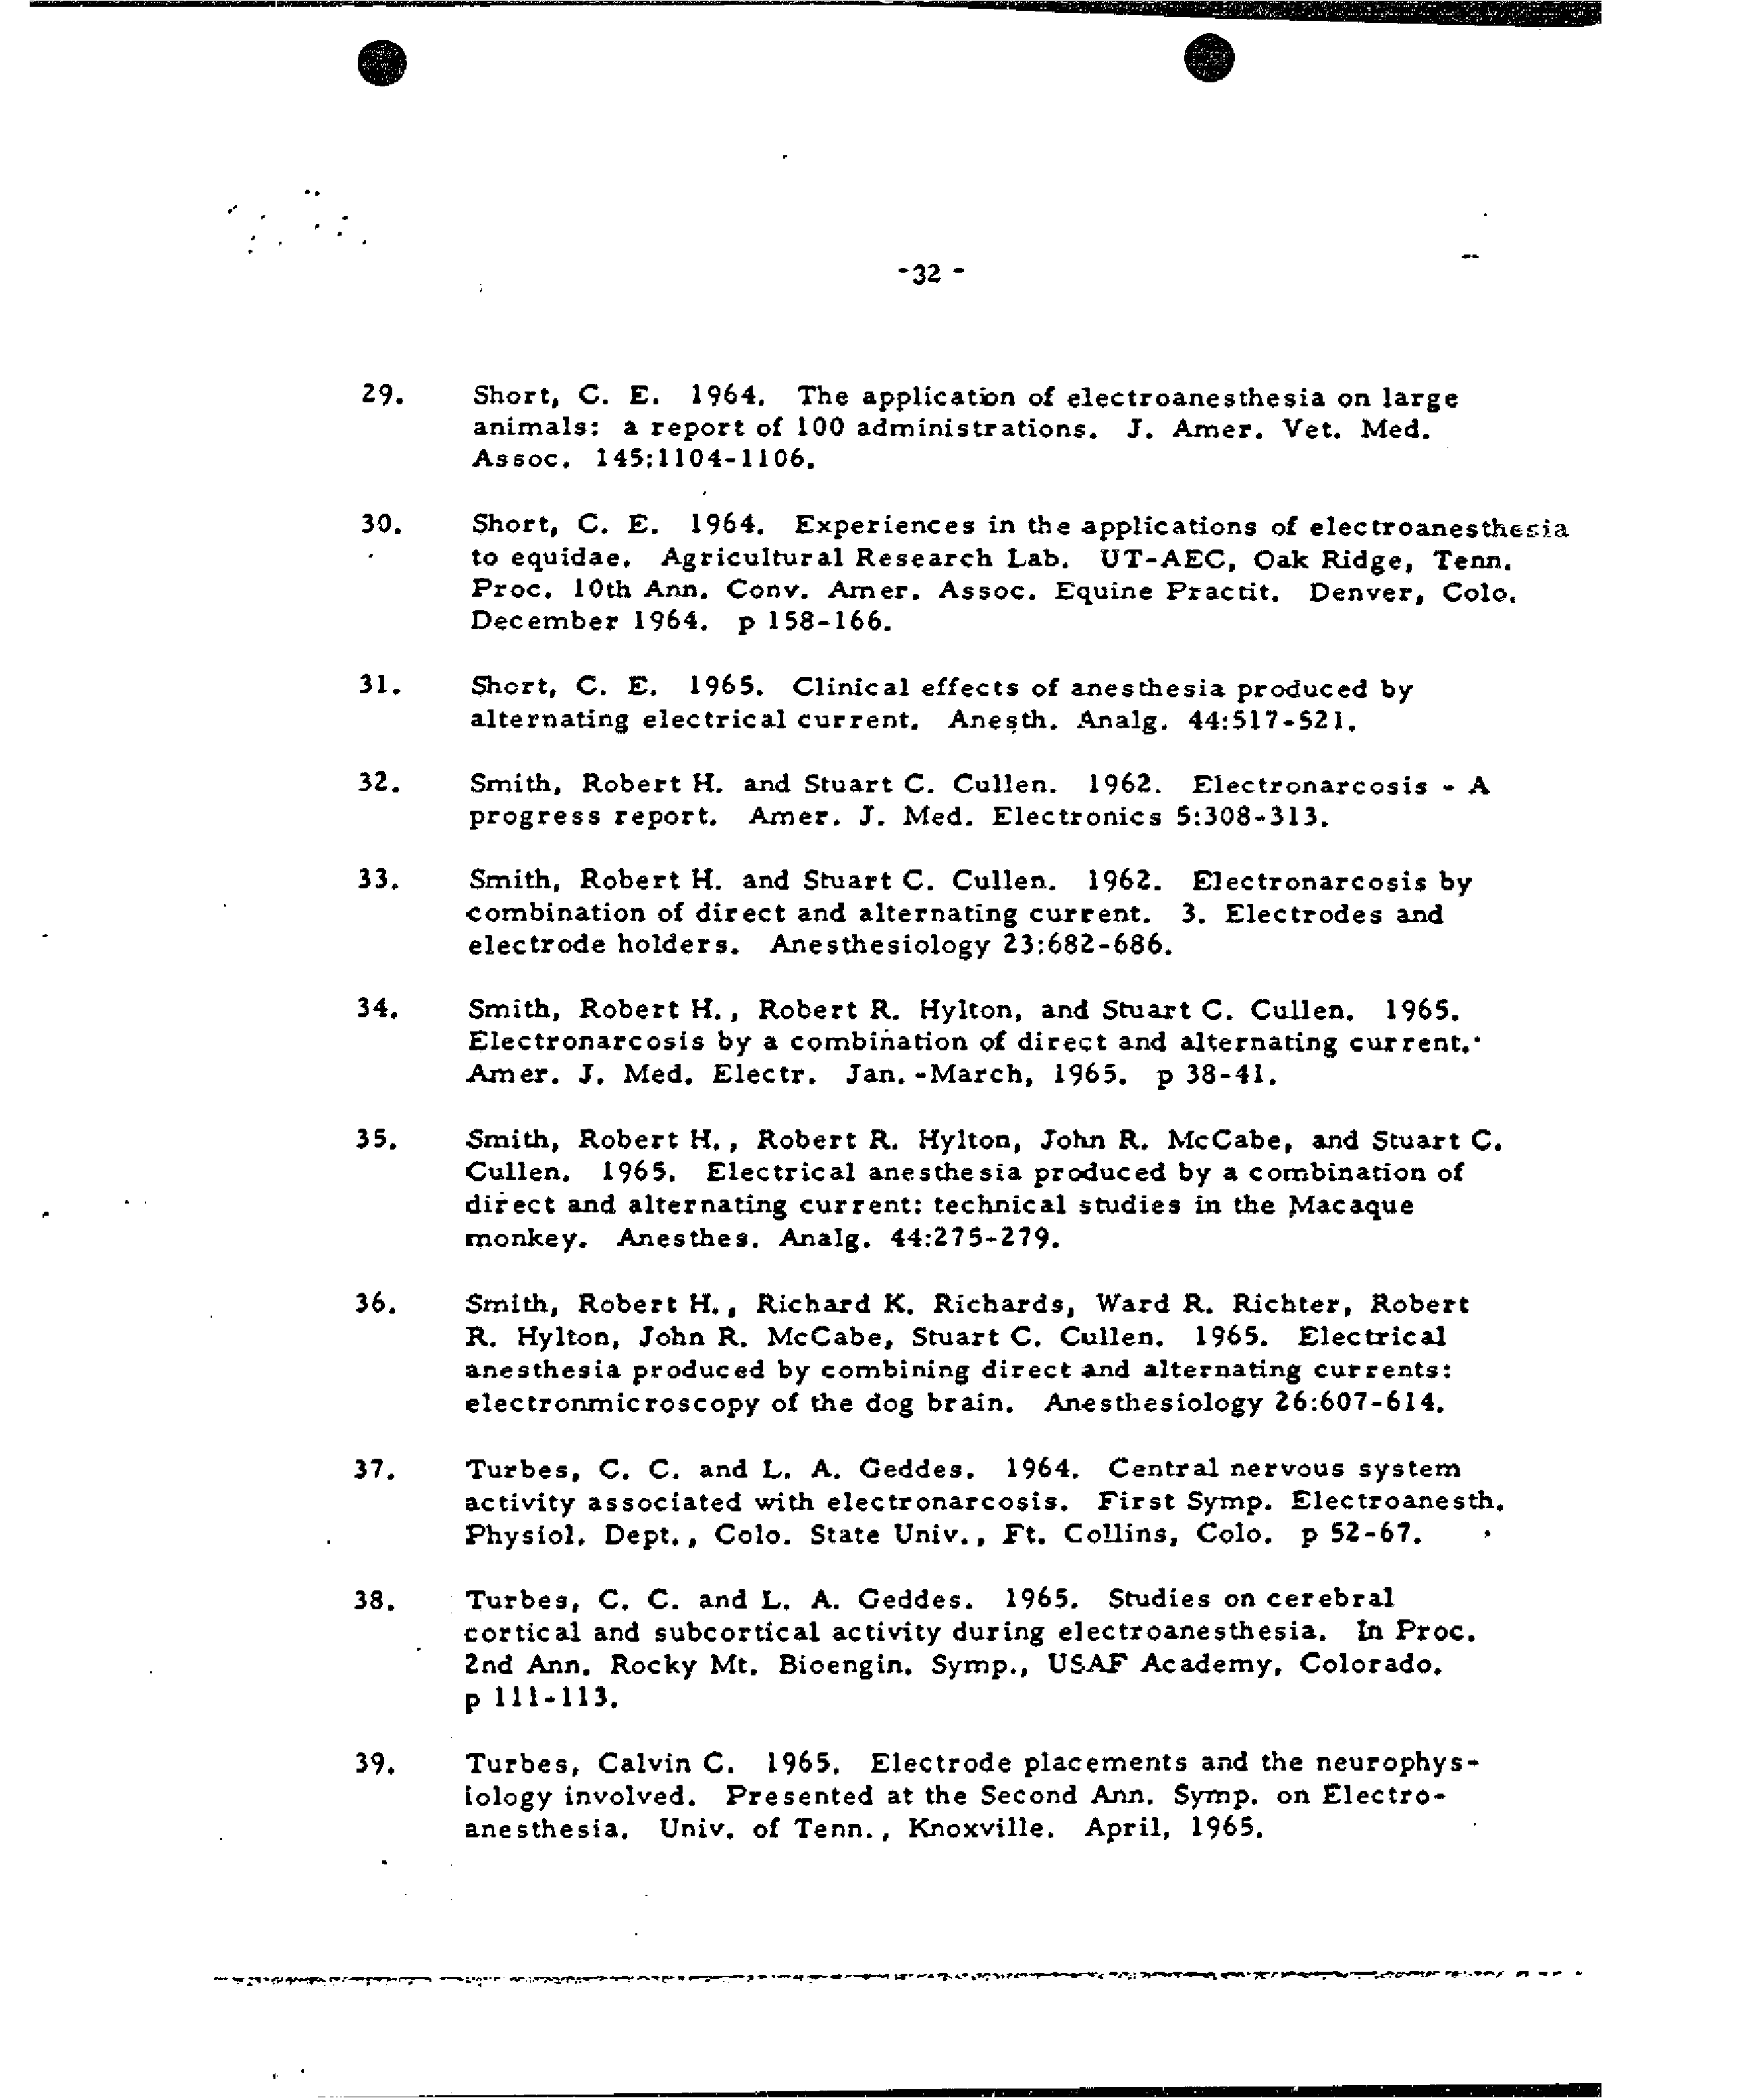 -32 -
29. Short, C. E. 1964. The application of electroanesthesia on large
animals: a report of 100 administrations. J. Amer. Vet. Med.
Assoc. 145:1104-1106.
30. Short, C. E. 1964. Experiences in the applications of electroanesthesia
to equidae. Agricultural Research Lab. UT-AEC, Oak Ridge, Tenn.
Proc. 10th Ann. Conv. Amer. Assoc. Equine Practit. Denver, Colo.
December 1964. p 158-166.
31. Short, C. E. 1965. Clinical effects of anesthesia produced by
alternating electrical current. Anesth. Analg. 44:517-521.
32. Smith, Robert H. and Stuart C. Cullen. 1962. Electronarcosis - A
progress report. Amer. J. Med. Electronics 5:308-313.
33. Smith, Robert H. and Stuart C. Cullen. 1962. Electronarcosis by
combination of direct and alternating current. 3. Electrodes and
electrode holders. Anesthesiology 23:682-686.
34. Smith, Robert H., Robert R. Hylton, and Stuart C. Cullen. 1965.
Electronarcosis by a combination of direct and alternating current.
Amer. J. Med. Electr. Jan.-March, 1965. p 38-41.
35. Smith, Robert H., Robert R. Hylton, John R. McCabe, and Stuart C.
Cullen. 1965. Electrical anesthesia produced by a combination of
direct and alternating current: technical studies in the Macaque
monkey. Anesthes. Analg. 44:275-279.
36. Smith, Robert H., Richard K. Richards, Ward R. Richter, Robert
R. Hylton, John R. McCabe, Stuart C. Cullen. 1965. Electrical
anesthesia produced by combining direct and alternating currents:
electronmicroscopy of the dog brain. Anesthesiology 26:607-614.
37. Turbes, C. C. and L. A. Geddes. 1964. Central nervous system
activity associated with electronarcosis. First Symp. Electroanesth.
Physiol. Dept., Colo. State Univ., Ft. Collins, Colo. p 52-67.
38. Turbes, C. C. and L. A. Geddes. 1965. Studies on cerebral
cortical and subcortical activity during electroanesthesia. In Proc.
2nd Ann. Rocky Mt. Bioengin. Symp., USAF Academy, Colorado.
p 111-113.
39. Turbes, Calvin C. 1965. Electrode placements and the neurophys-
iology involved. Presented at the Second Ann. Symp. on Electro-
anesthesia. Univ. of Tenn., Knoxville. April, 1965.